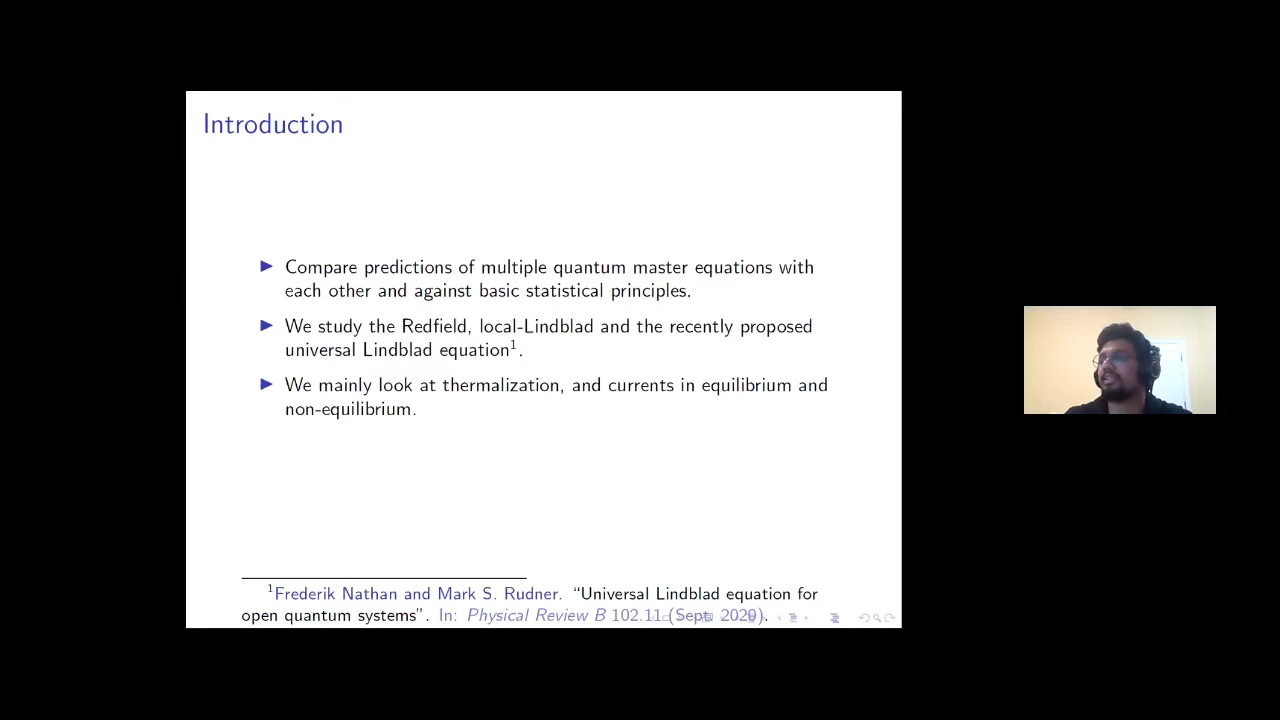 Introduction
▶ Compare predictions of multiple quantum master equations with
each other and against basic statistical principles.
▶ We study the Redfield, local-Lindblad and the recently proposed
universal Lindblad equation¹.
▶ We mainly look at thermalization, and currents in equilibrium and
non-equilibrium.
¹Frederik Nathan and Mark S. Rudner. “Universal Lindblad equation for
open quantum systems”. In: Physical Review B 102.11 (Sept. 2020).